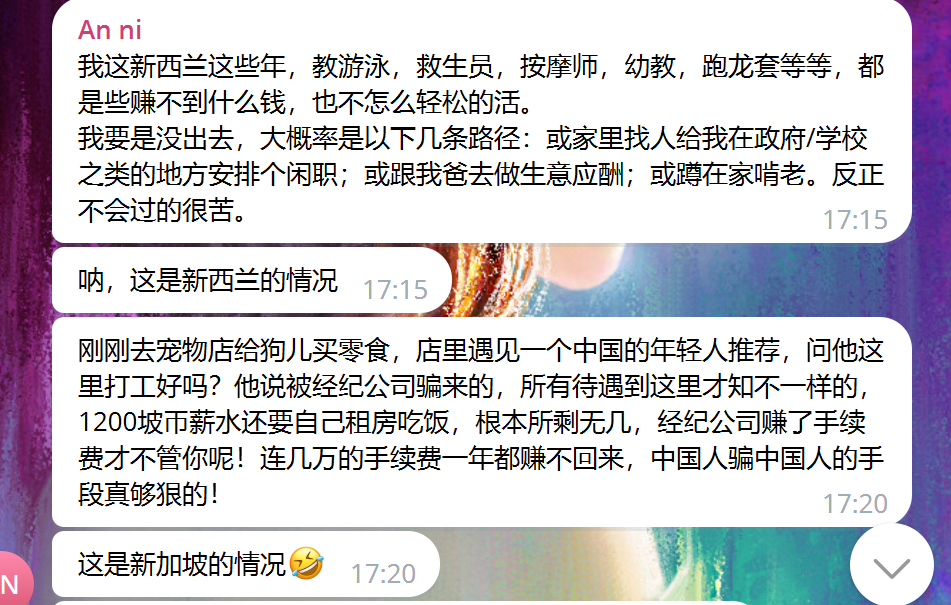 An ni
我这新西兰这些年，教游泳，救生员，按摩师，幼教，跑龙套等等，都
是些赚不到什么钱，也不怎么轻松的活。
我要是没出去，大概率是以下几条路径：或家里找人给我在政府/学校
之类的地方安排个闲职；或跟我爸去做生意应酬；或蹲在家啃老。反正
不会过的很苦。
17:15
呐，这是新西兰的情况
17:15
刚刚去宠物店给狗儿买零食，店里遇见一个中国的年轻人推荐，问他这
里打工好吗？他说被经纪公司骗来的，所有待遇到这里才知不一样的，
1200坡币薪水还要自己租房吃饭，根本所剩无几，经纪公司赚了手续
费才不管你呢！连几万的手续费一年都赚不回来，中国人骗中国人的手
段真够狠的！
17:20
这是新加坡的情况🤣
17:20
N